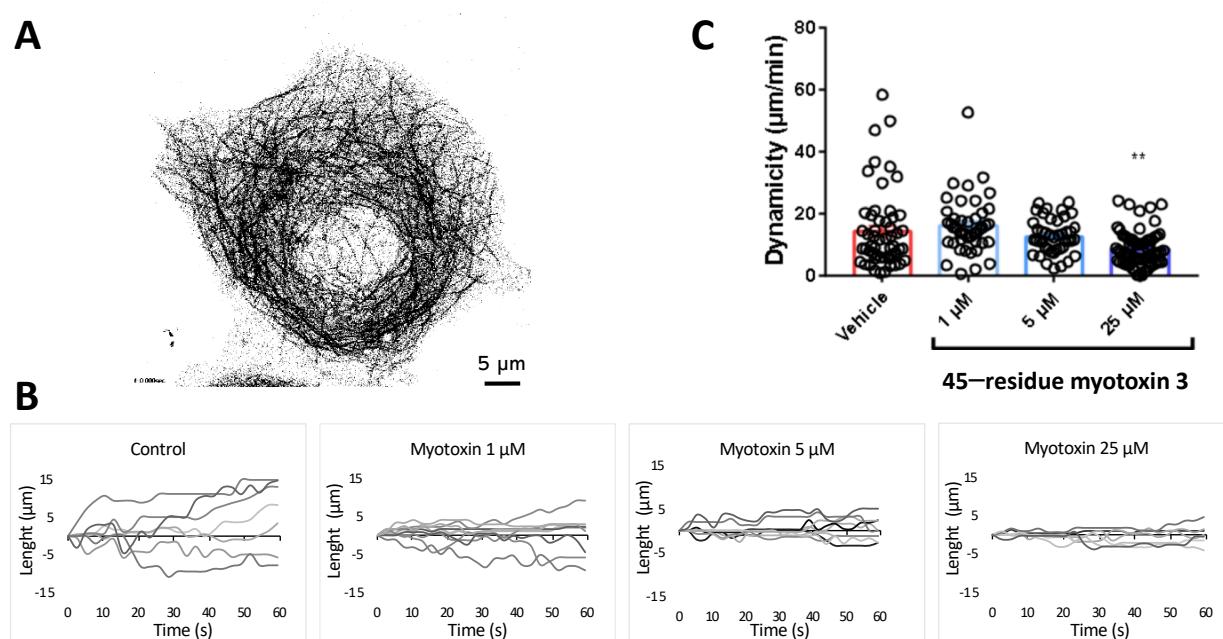 A
5 µm
t: 0.000sec
C
Dynamicity (µm/min)
80
60
40
20
0
**
Vehicle
1 µM
5 µM
25 µM
45–residue myotoxin 3
B
Control
Lenght (µm)
15
5
-5
-15
0 10 20 30 40 50 60
Time (s)
Myotoxin 1 µM
Lenght (µm)
15
5
-5
-15
0 10 20 30 40 50 60
Time (s)
Myotoxin 5 µM
Lenght (µm)
15
5
-5
-15
0 10 20 30 40 50 60
Time (s)
Myotoxin 25 µM
Lenght (µm)
15
5
-5
-15
0 10 20 30 40 50 60
Time (s)